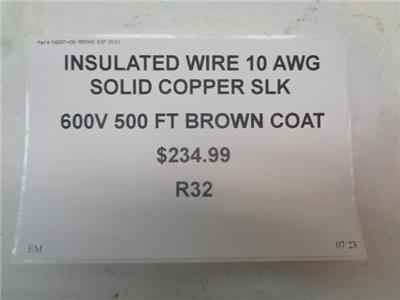 INSULATED WIRE 10 AWG
SOLID COPPER SLK
600V 500 FT BROWN COAT
$234.99
R32
EM 07/23